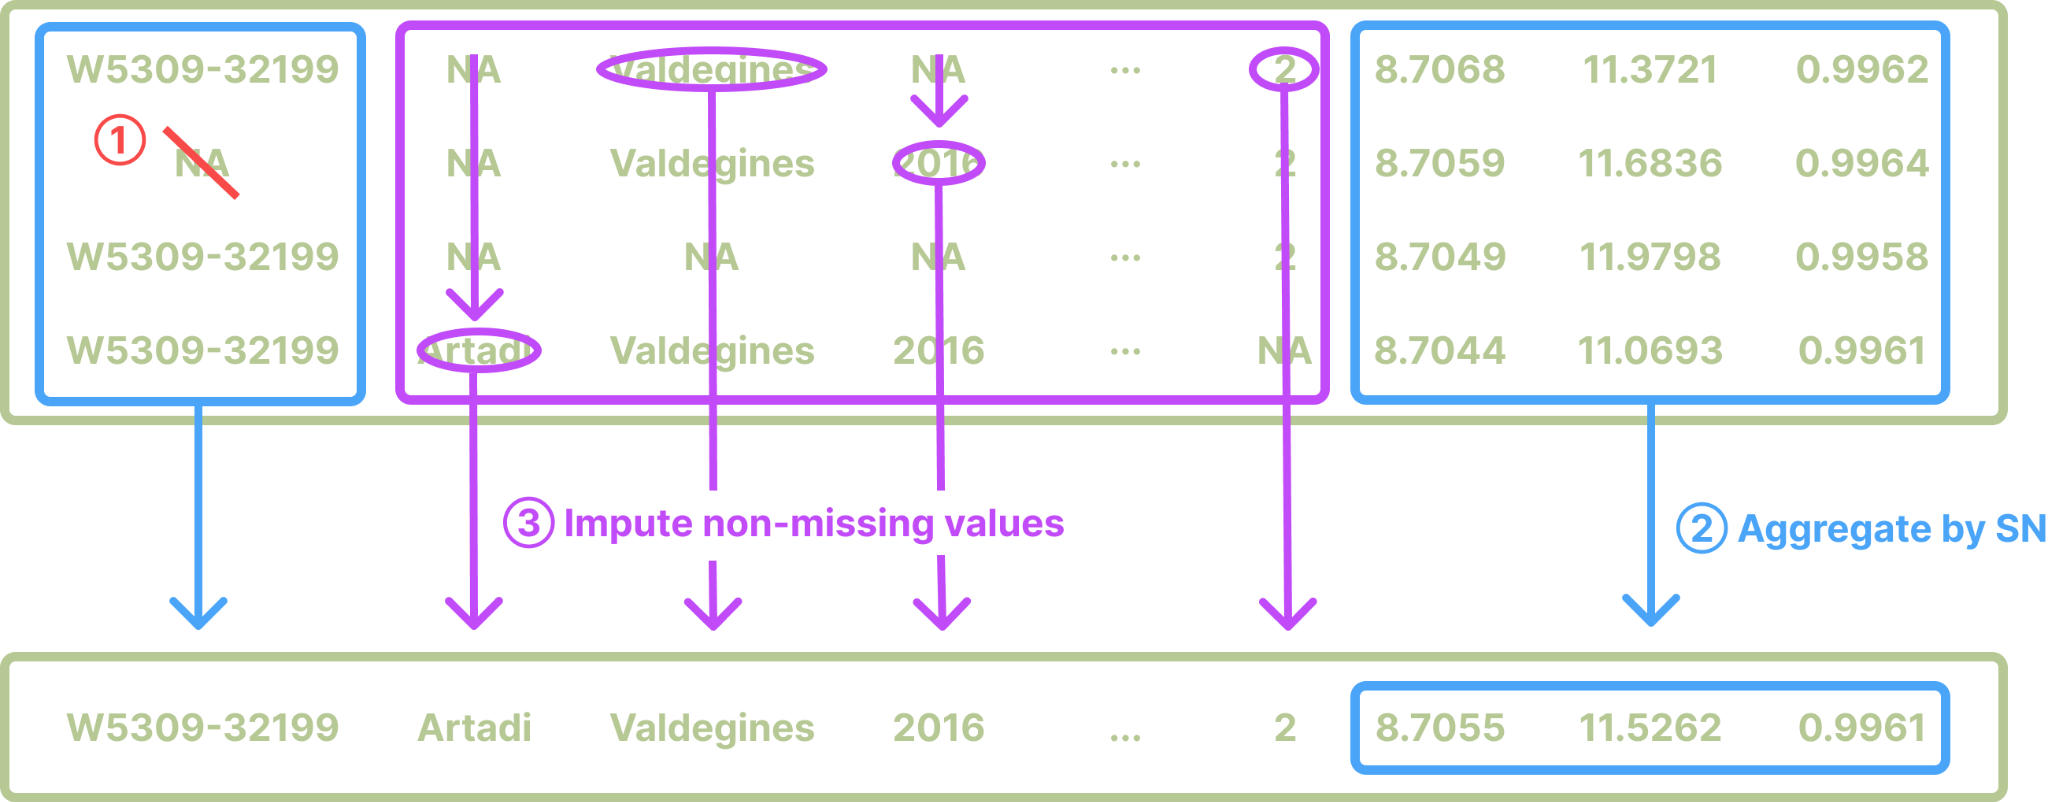 W5309-32199 NA Valdegines NA ... 2 8.7068 11.3721 0.9962
① NA NA Valdegines 2016 ... 2 8.7059 11.6836 0.9964
W5309-32199 NA NA NA ... 2 8.7049 11.9798 0.9958
W5309-32199 Artadi Valdegines 2016 ... NA 8.7044 11.0693 0.9961
③ Impute non-missing values
② Aggregate by SN
W5309-32199 Artadi Valdegines 2016 ... 2 8.7055 11.5262 0.9961